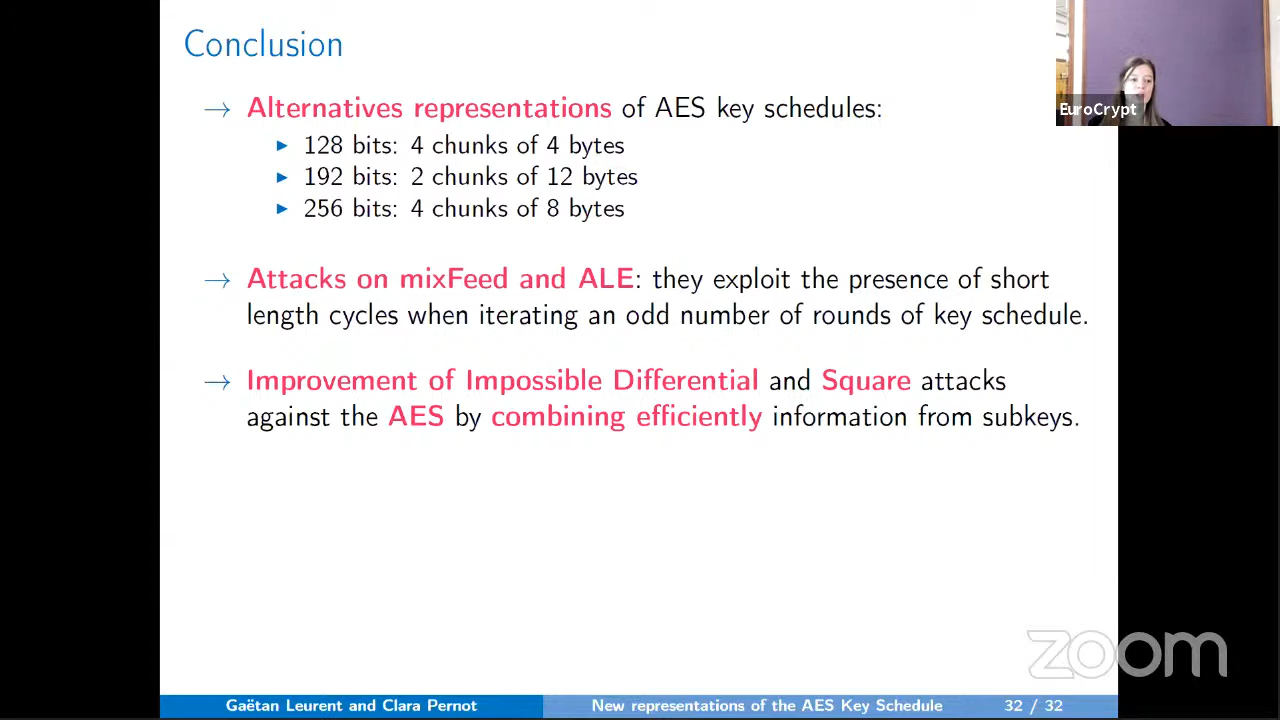 Conclusion
→ Alternatives representations of AES key schedules:
▶ 128 bits: 4 chunks of 4 bytes
▶ 192 bits: 2 chunks of 12 bytes
▶ 256 bits: 4 chunks of 8 bytes
→ Attacks on mixFeed and ALE: they exploit the presence of short
length cycles when iterating an odd number of rounds of key schedule.
→ Improvement of Impossible Differential and Square attacks
against the AES by combining efficiently information from subkeys.
EuroCrypt
zoom
Gaëtan Leurent and Clara Pernot
New representations of the AES Key Schedule
32 / 32